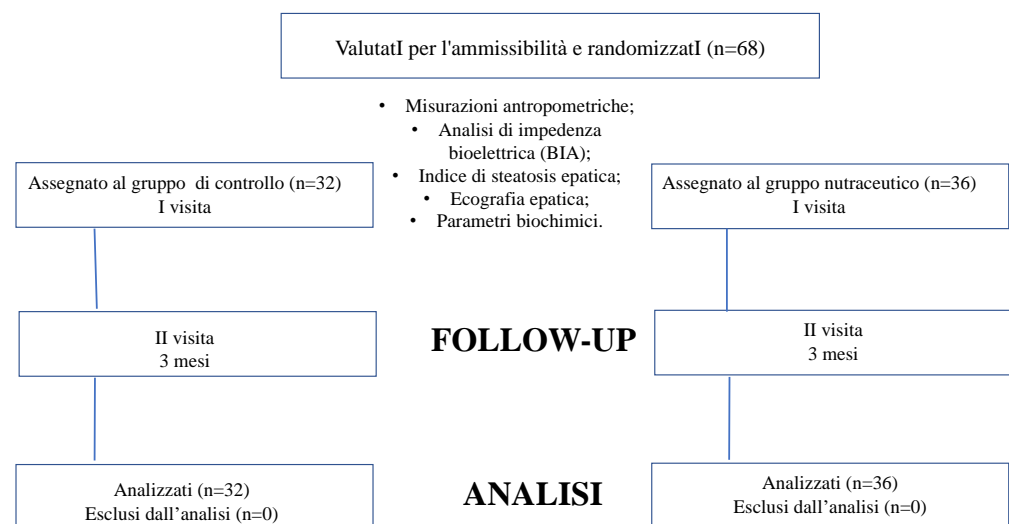 ValutatI per l'ammissibilità e randomizzatI (n=68)
• Misurazioni antropometriche;
• Analisi di impedenza
bioelettrica (BIA);
• Indice di steatosis epatica;
• Ecografia epatica;
• Parametri biochimici.
Assegnato al gruppo di controllo (n=32)
I visita
Assegnato al gruppo nutraceutico (n=36)
I visita
II visita
3 mesi
FOLLOW-UP
II visita
3 mesi
Analizzati (n=32)
Esclusi dall’analisi (n=0)
ANALISI
Analizzati (n=36)
Esclusi dall’analisi (n=0)